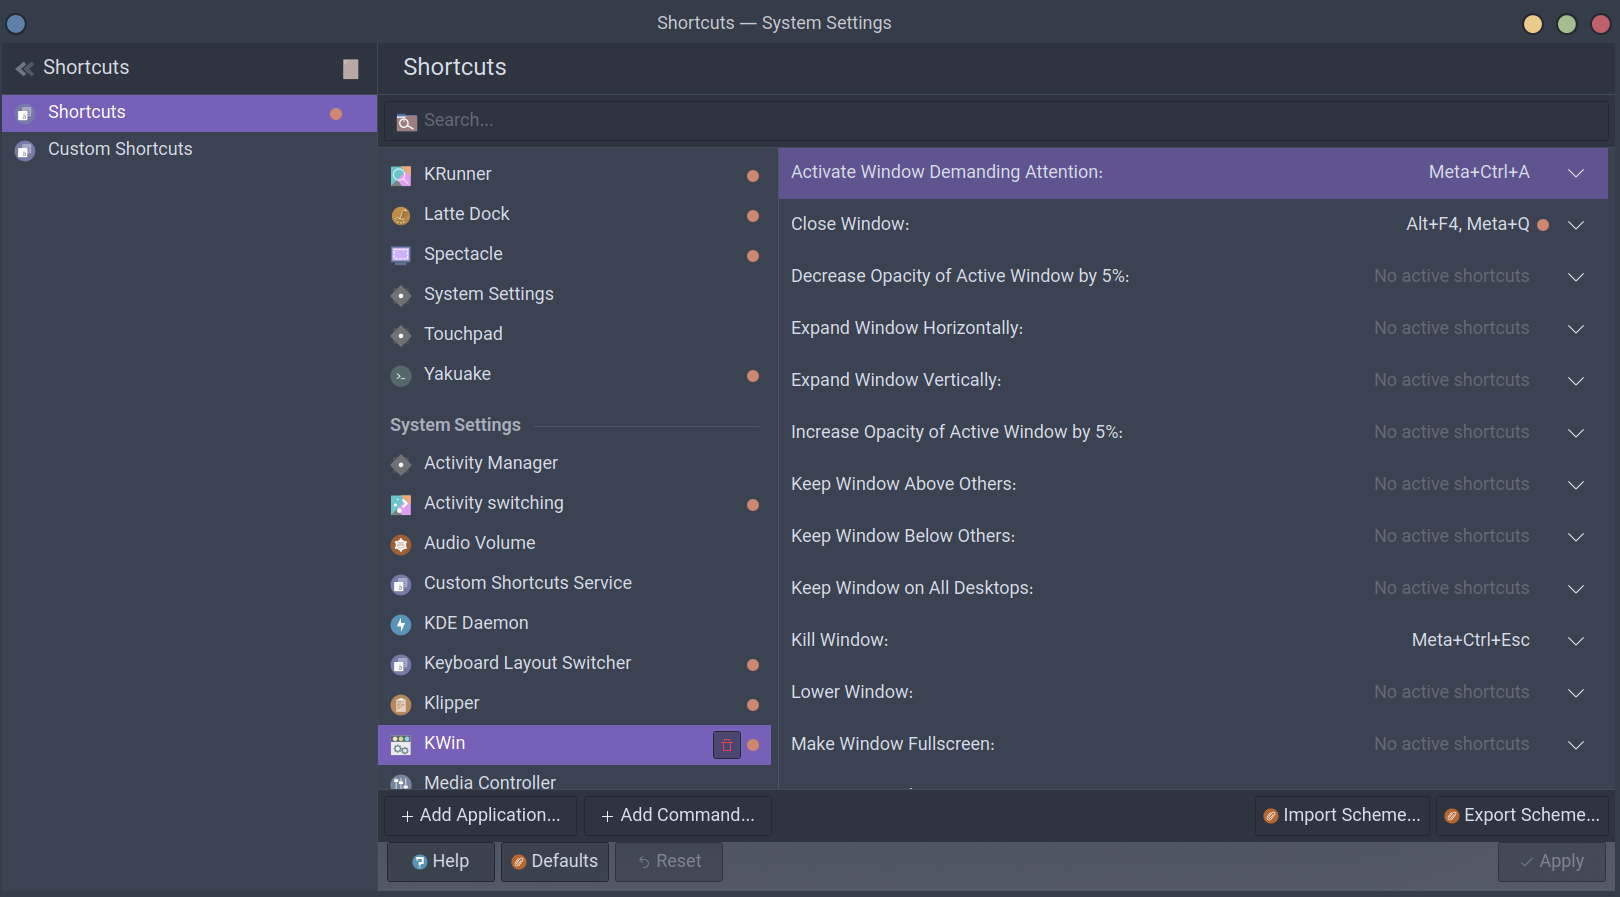 Shortcuts — System Settings
Shortcuts
Shortcuts
Shortcuts
Custom Shortcuts
Search...
KRunner
Latte Dock
Spectacle
System Settings
Touchpad
Yakuake
System Settings
Activity Manager
Activity switching
Audio Volume
Custom Shortcuts Service
KDE Daemon
Keyboard Layout Switcher
Klipper
KWin
Media Controller
Activate Window Demanding Attention: Meta+Ctrl+A
Close Window: Alt+F4, Meta+Q
Decrease Opacity of Active Window by 5%: No active shortcuts
Expand Window Horizontally: No active shortcuts
Expand Window Vertically: No active shortcuts
Increase Opacity of Active Window by 5%: No active shortcuts
Keep Window Above Others: No active shortcuts
Keep Window Below Others: No active shortcuts
Keep Window on All Desktops: No active shortcuts
Kill Window: Meta+Ctrl+Esc
Lower Window: No active shortcuts
Make Window Fullscreen: No active shortcuts
+ Add Application... + Add Command... Import Scheme... Export Scheme...
Help Defaults Reset Apply